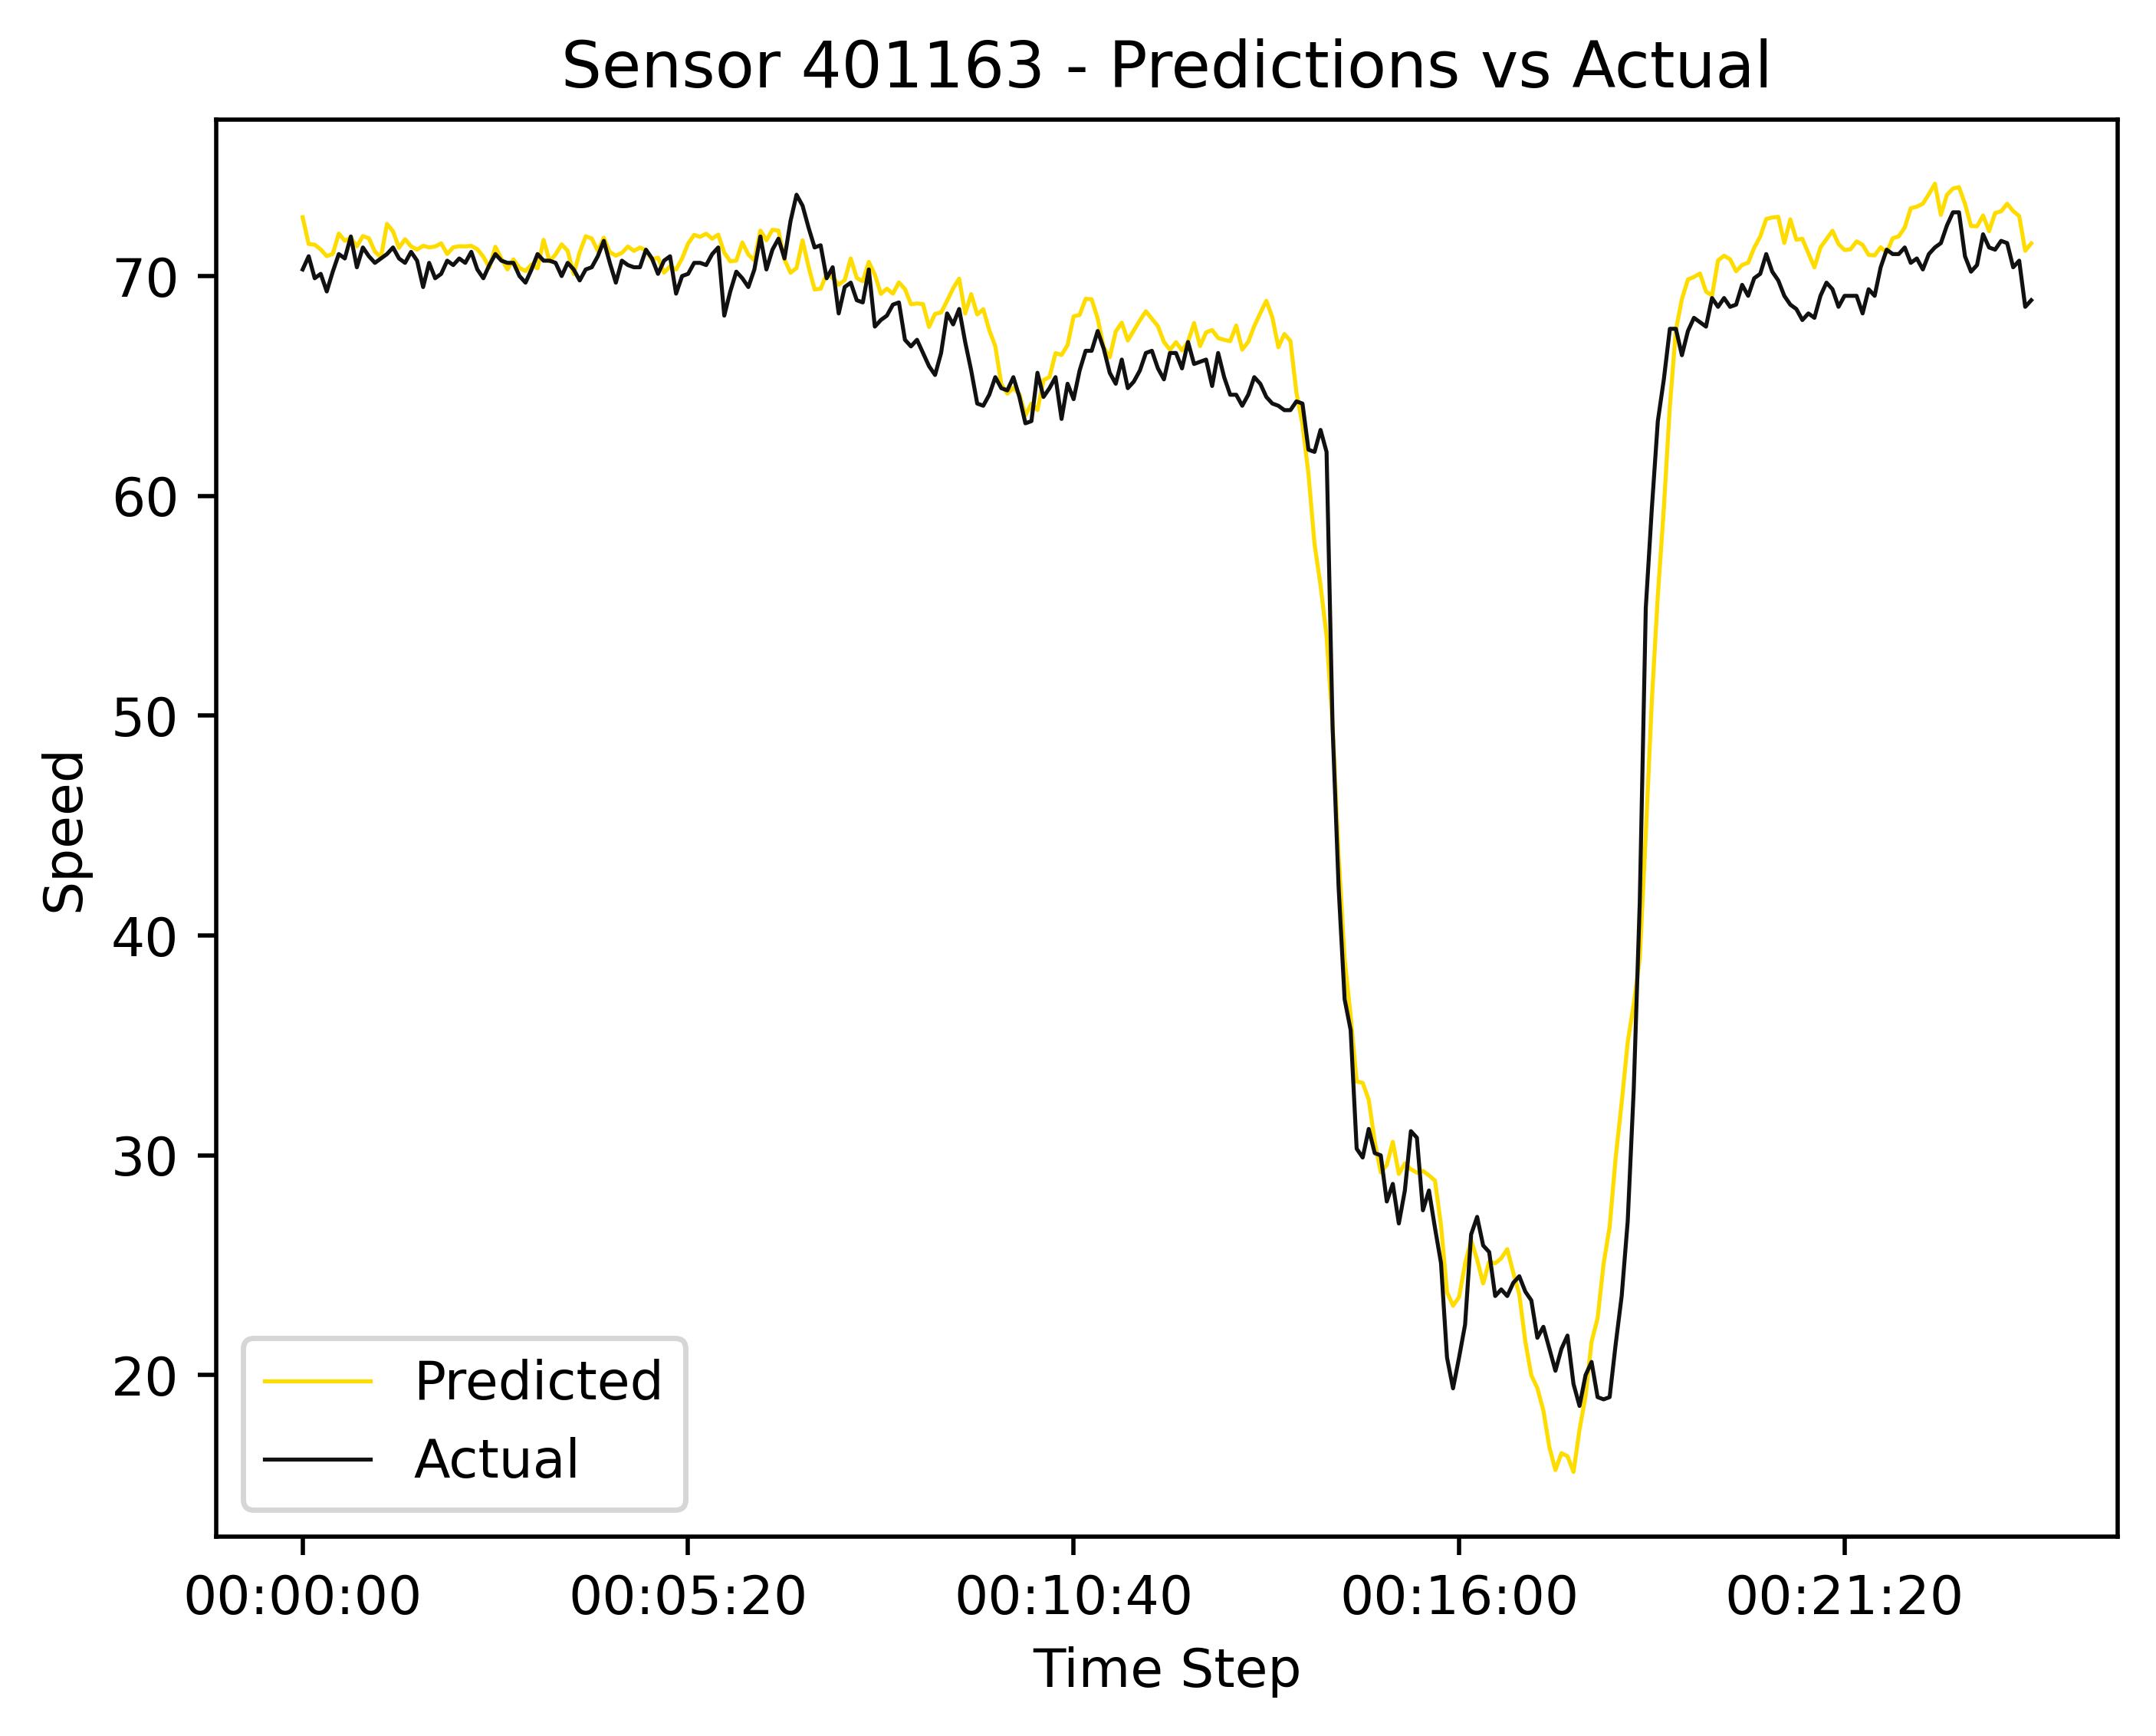 Sensor 401163 - Predictions vs Actual
70
60
50
40
30
20
Speed
Predicted
Actual
00:00:00
00:05:20
00:10:40
00:16:00
00:21:20
Time Step